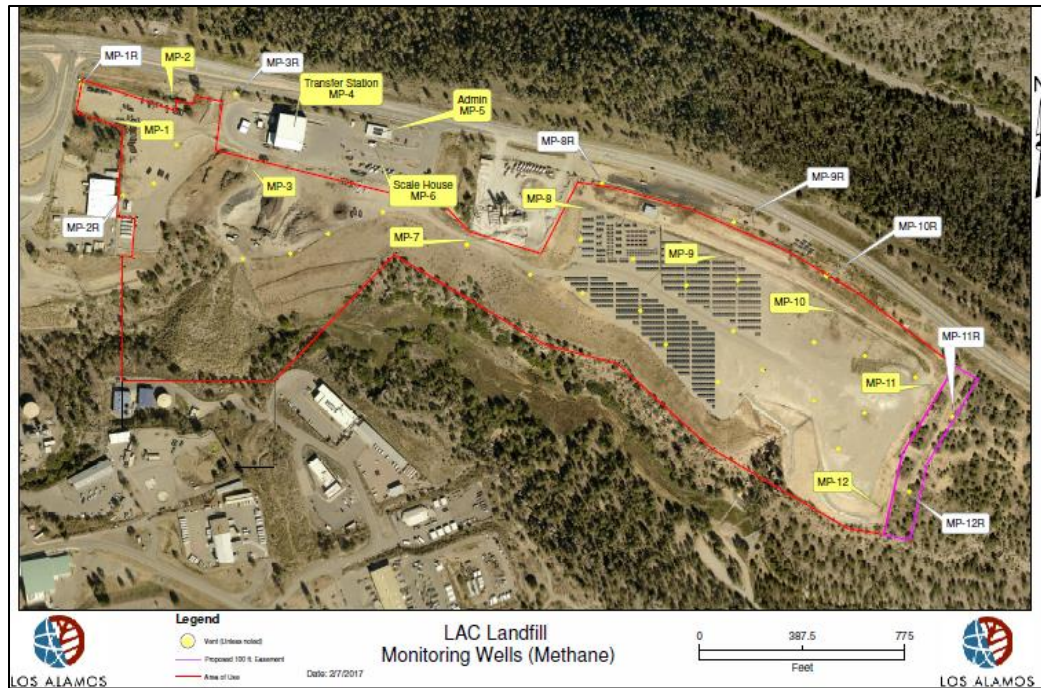 MP-1R
MP-2
MP-3R
Transfer Station
MP-4
Admin
MP-5
MP-1
MP-8R
MP-3
Scale House
MP-6
MP-8
MP-9R
MP-2R
MP-7
MP-9
MP-10R
MP-10
MP-11R
MP-11
MP-12
MP-12R
N
Legend
Vent (Unless noted)
Proposed 100 ft. Easement
Area of Use
LOS ALAMOS
Date: 2/7/2017
LAC Landfill
Monitoring Wells (Methane)
0 387.5 775
Feet
LOS ALAMOS